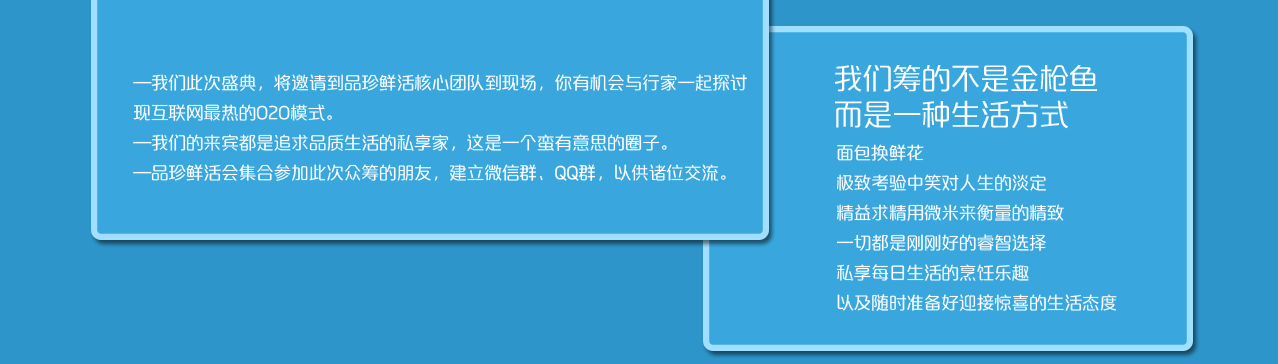 —我们此次盛典，将邀请到品珍鲜活核心团队到现场，你有机会与行家一起探讨
现互联网最热的O2O模式。
—我们的来宾都是追求品质生活的私享家，这是一个蛮有意思的圈子。
—品珍鲜活会集合参加此次众筹的朋友，建立微信群、QQ群，以供诸位交流。
我们筹的不是金枪鱼
而是一种生活方式
面包换鲜花
极致考验中笑对人生的淡定
精益求精用微米来衡量的精致
一切都是刚刚好的睿智选择
私享每日生活的烹饪乐趣
以及随时准备好迎接惊喜的生活态度